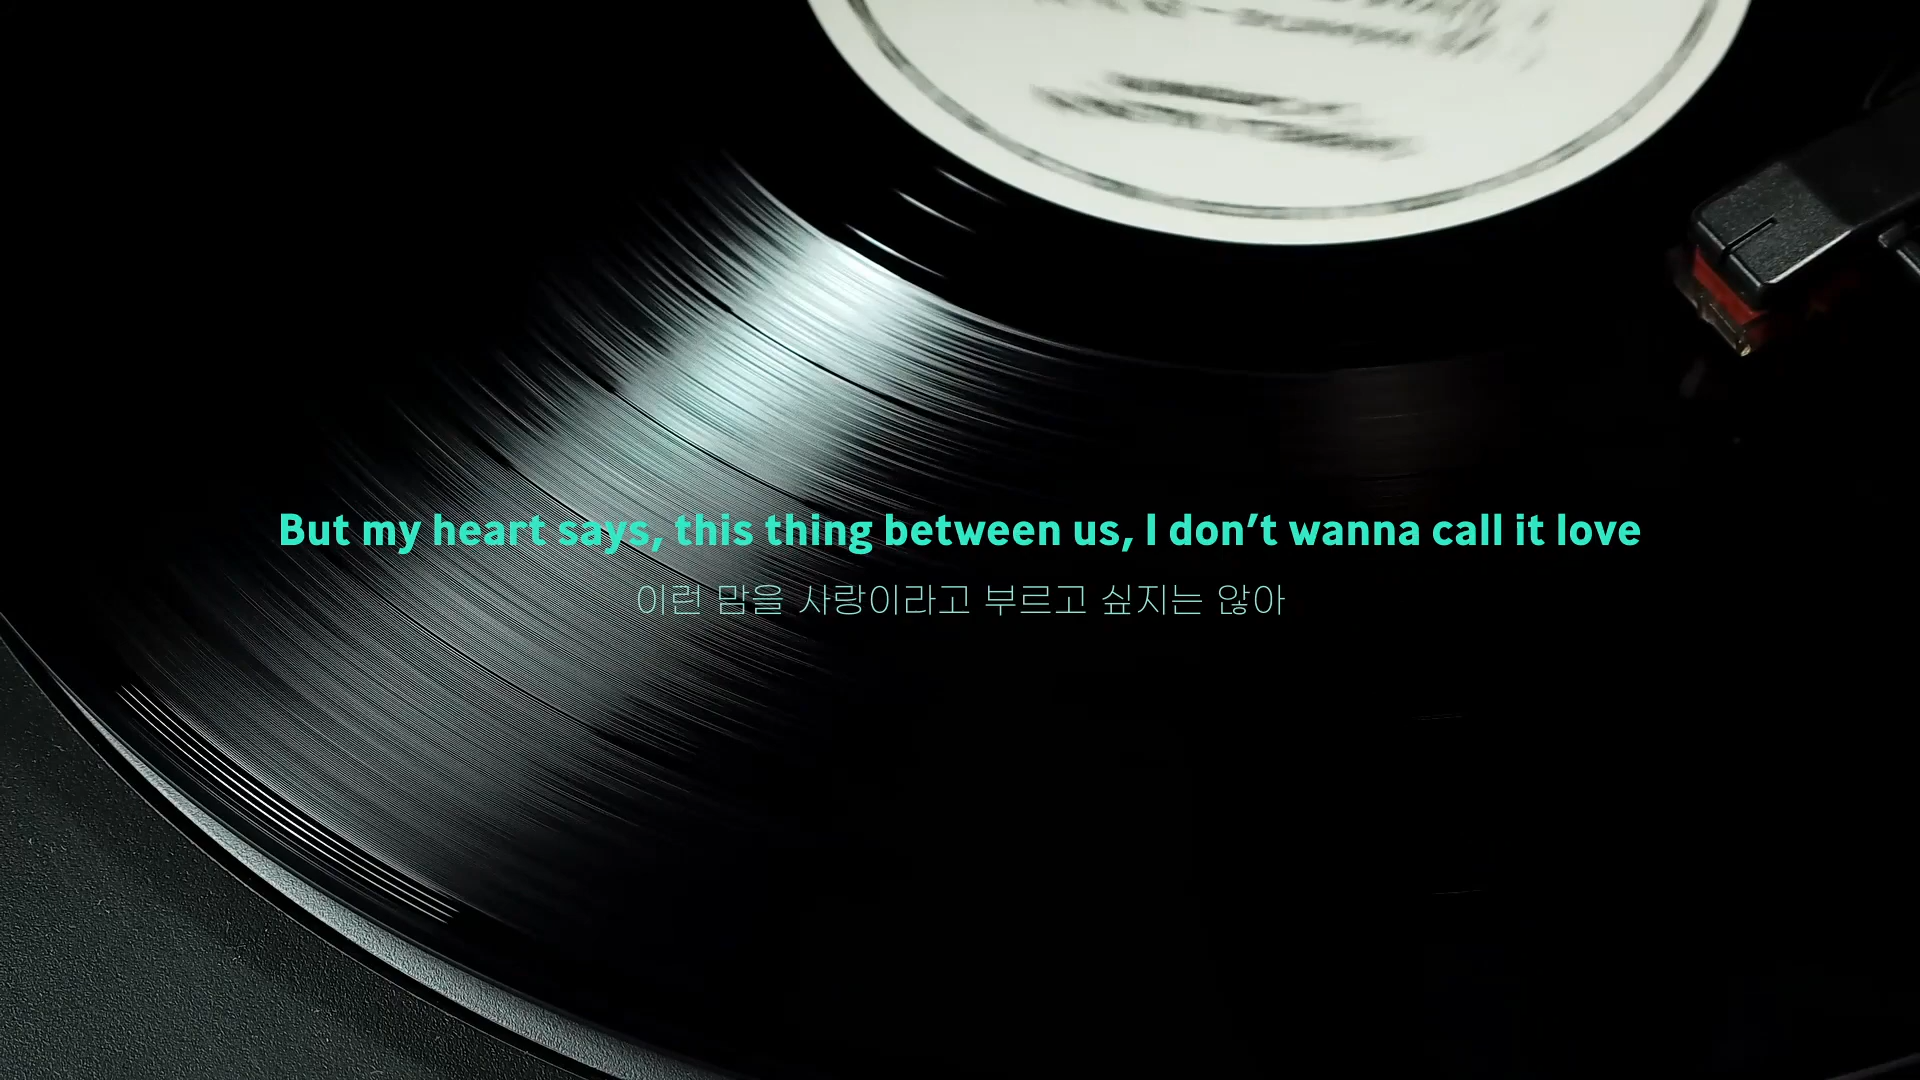 But my heart says, this thing between us, I don't wanna call it love
이런 맘을 사랑이라고 부르고 싶지는 않아